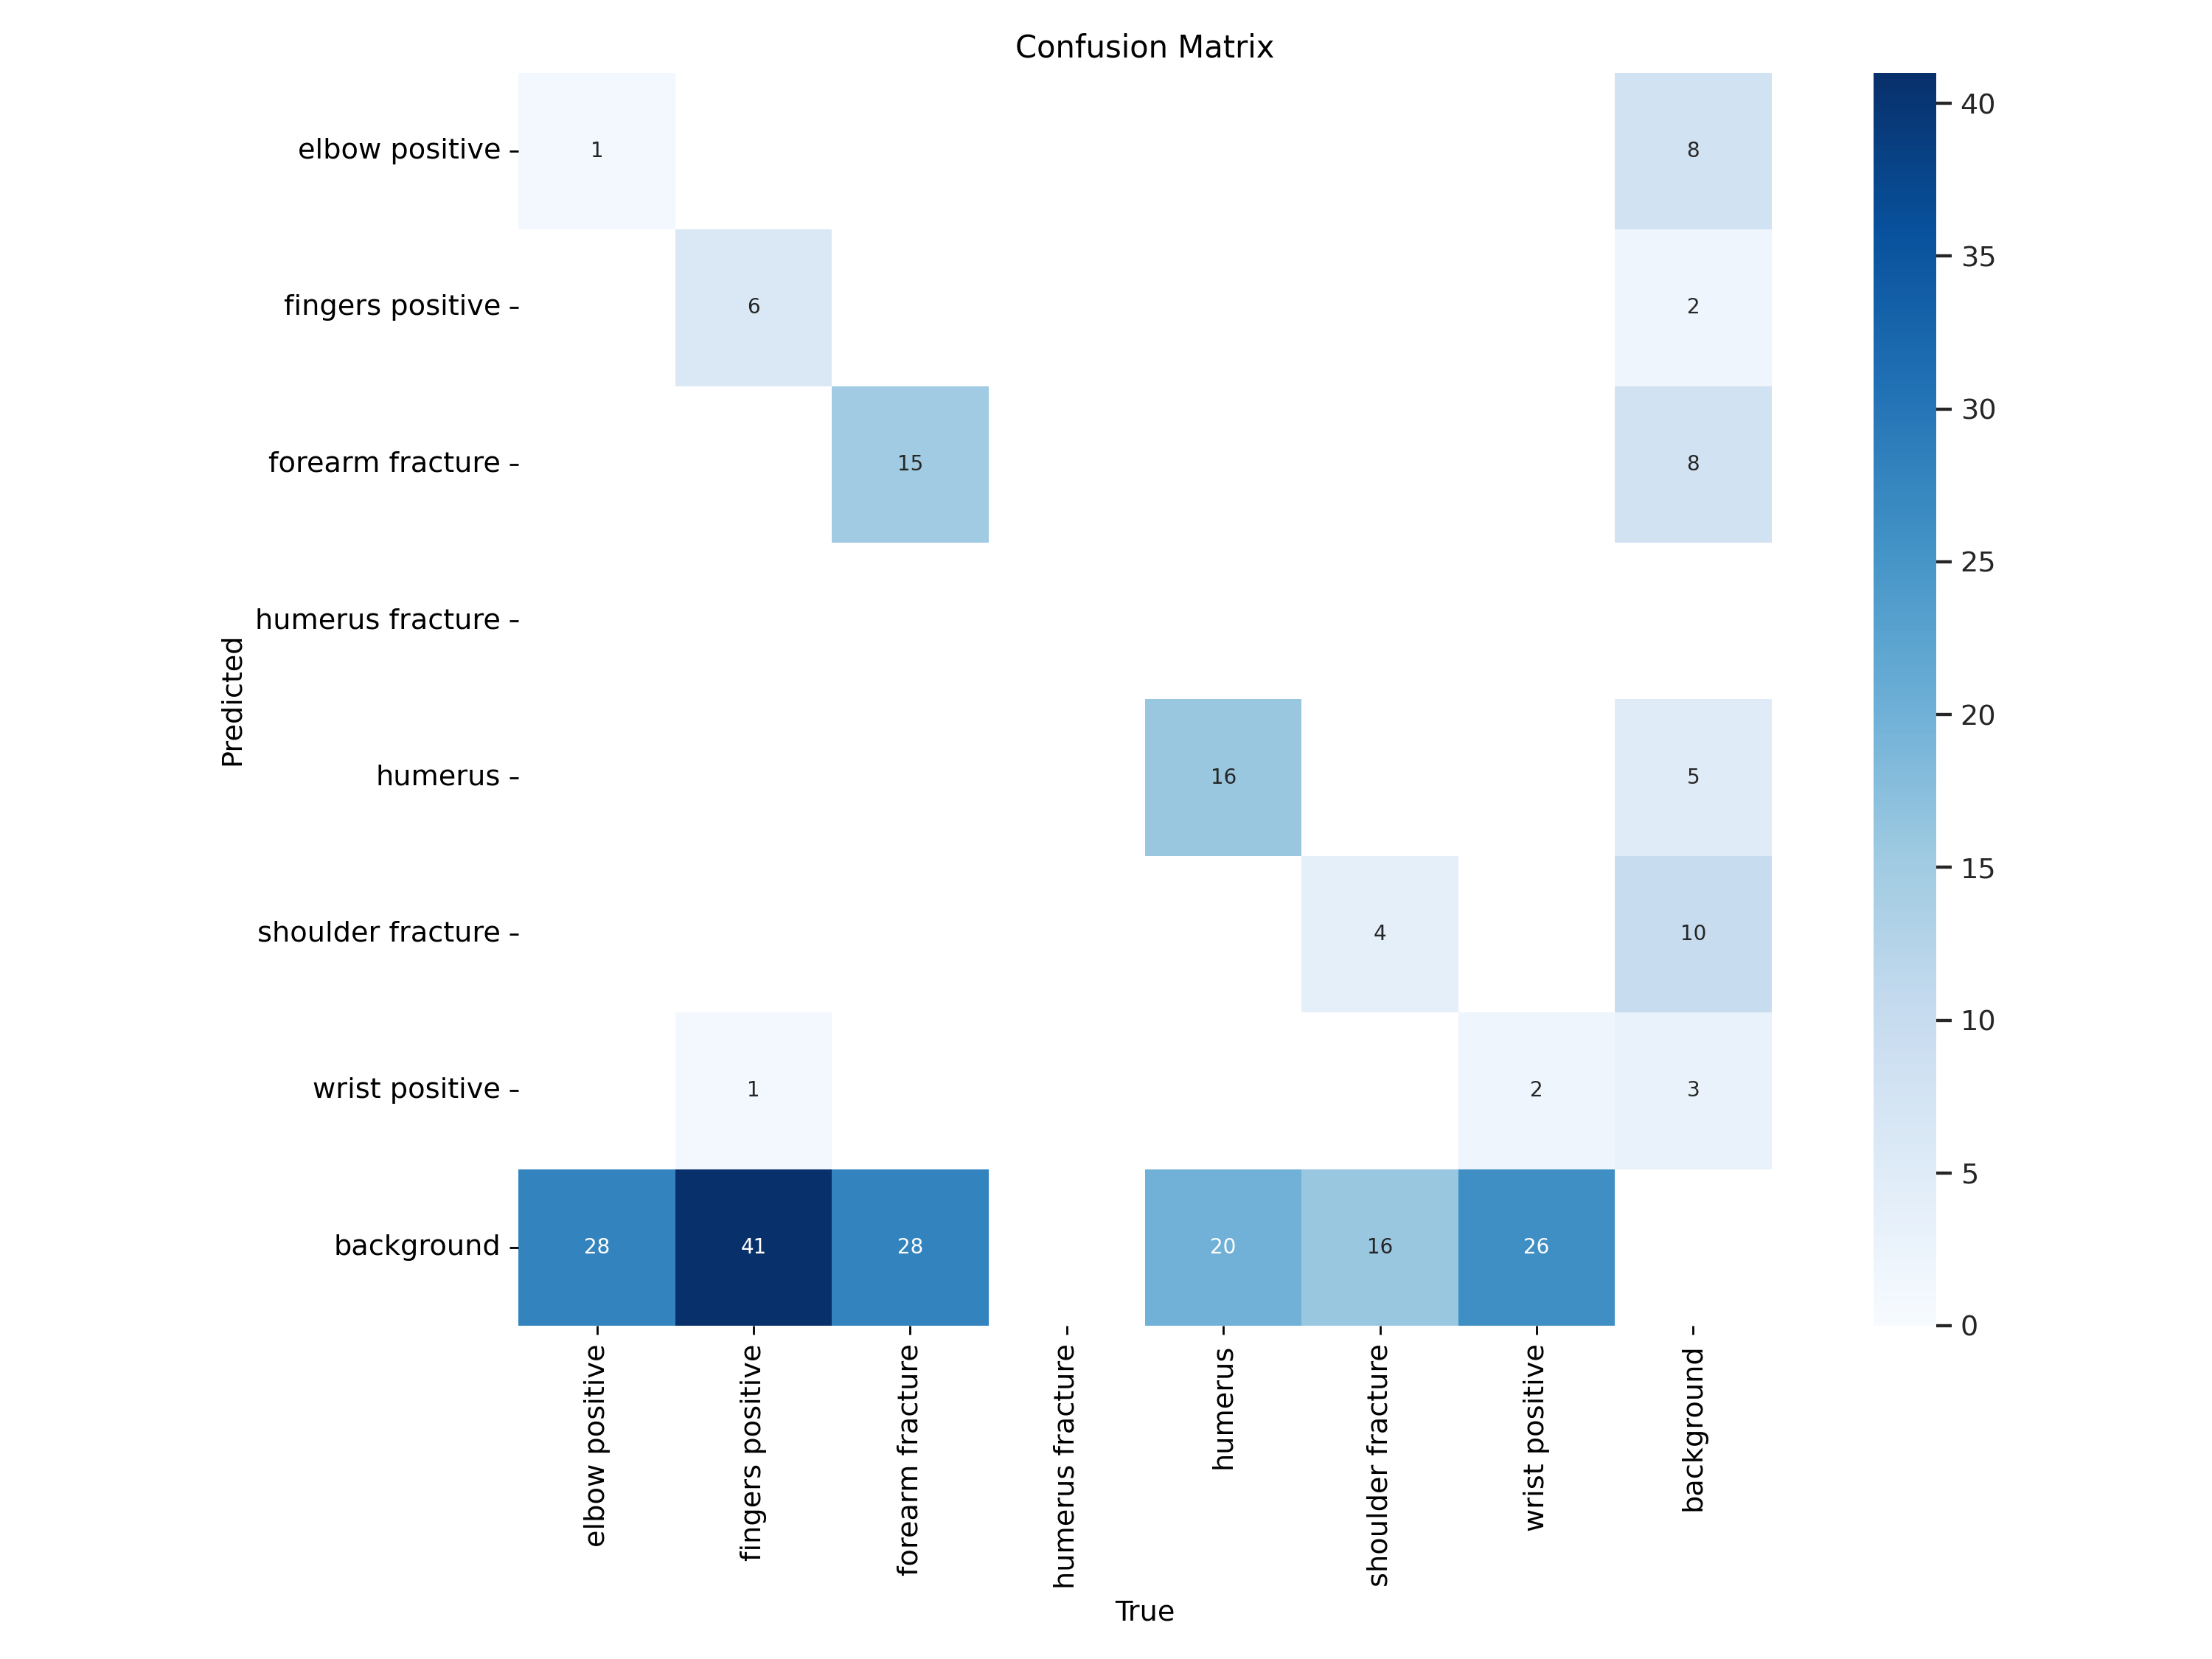 Confusion Matrix
elbow positive
1
8
40
fingers positive
6
2
35
forearm fracture
15
8
30
humerus fracture
25
Predicted
20
humerus
16
5
15
shoulder fracture
4
10
10
wrist positive
1
2
3
5
background
28
41
28
20
16
26
0
elbow positive
fingers positive
forearm fracture
humerus fracture
humerus
shoulder fracture
wrist positive
background
True